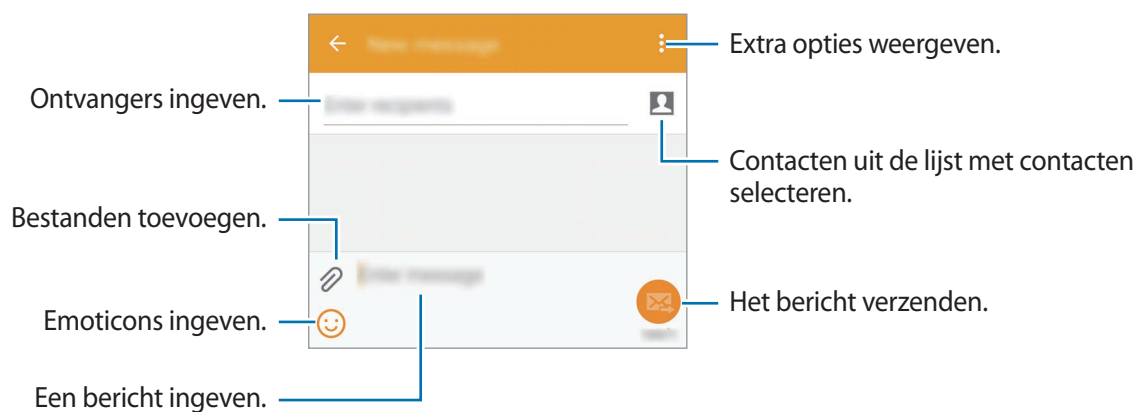 Extra opties weergeven.
Ontvangers ingeven.
Contacten uit de lijst met contacten
selecteren.
Bestanden toevoegen.
Het bericht verzenden.
Emoticons ingeven.
Een bericht ingeven.